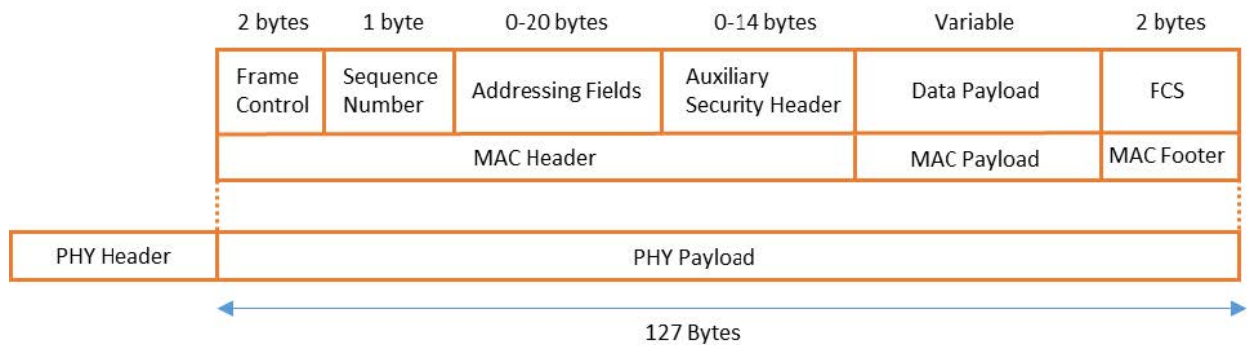 2 bytes 1 byte 0-20 bytes 0-14 bytes Variable 2 bytes
Frame Control Sequence Number Addressing Fields Auxiliary Security Header Data Payload FCS
MAC Header MAC Payload MAC Footer
PHY Header PHY Payload
127 Bytes